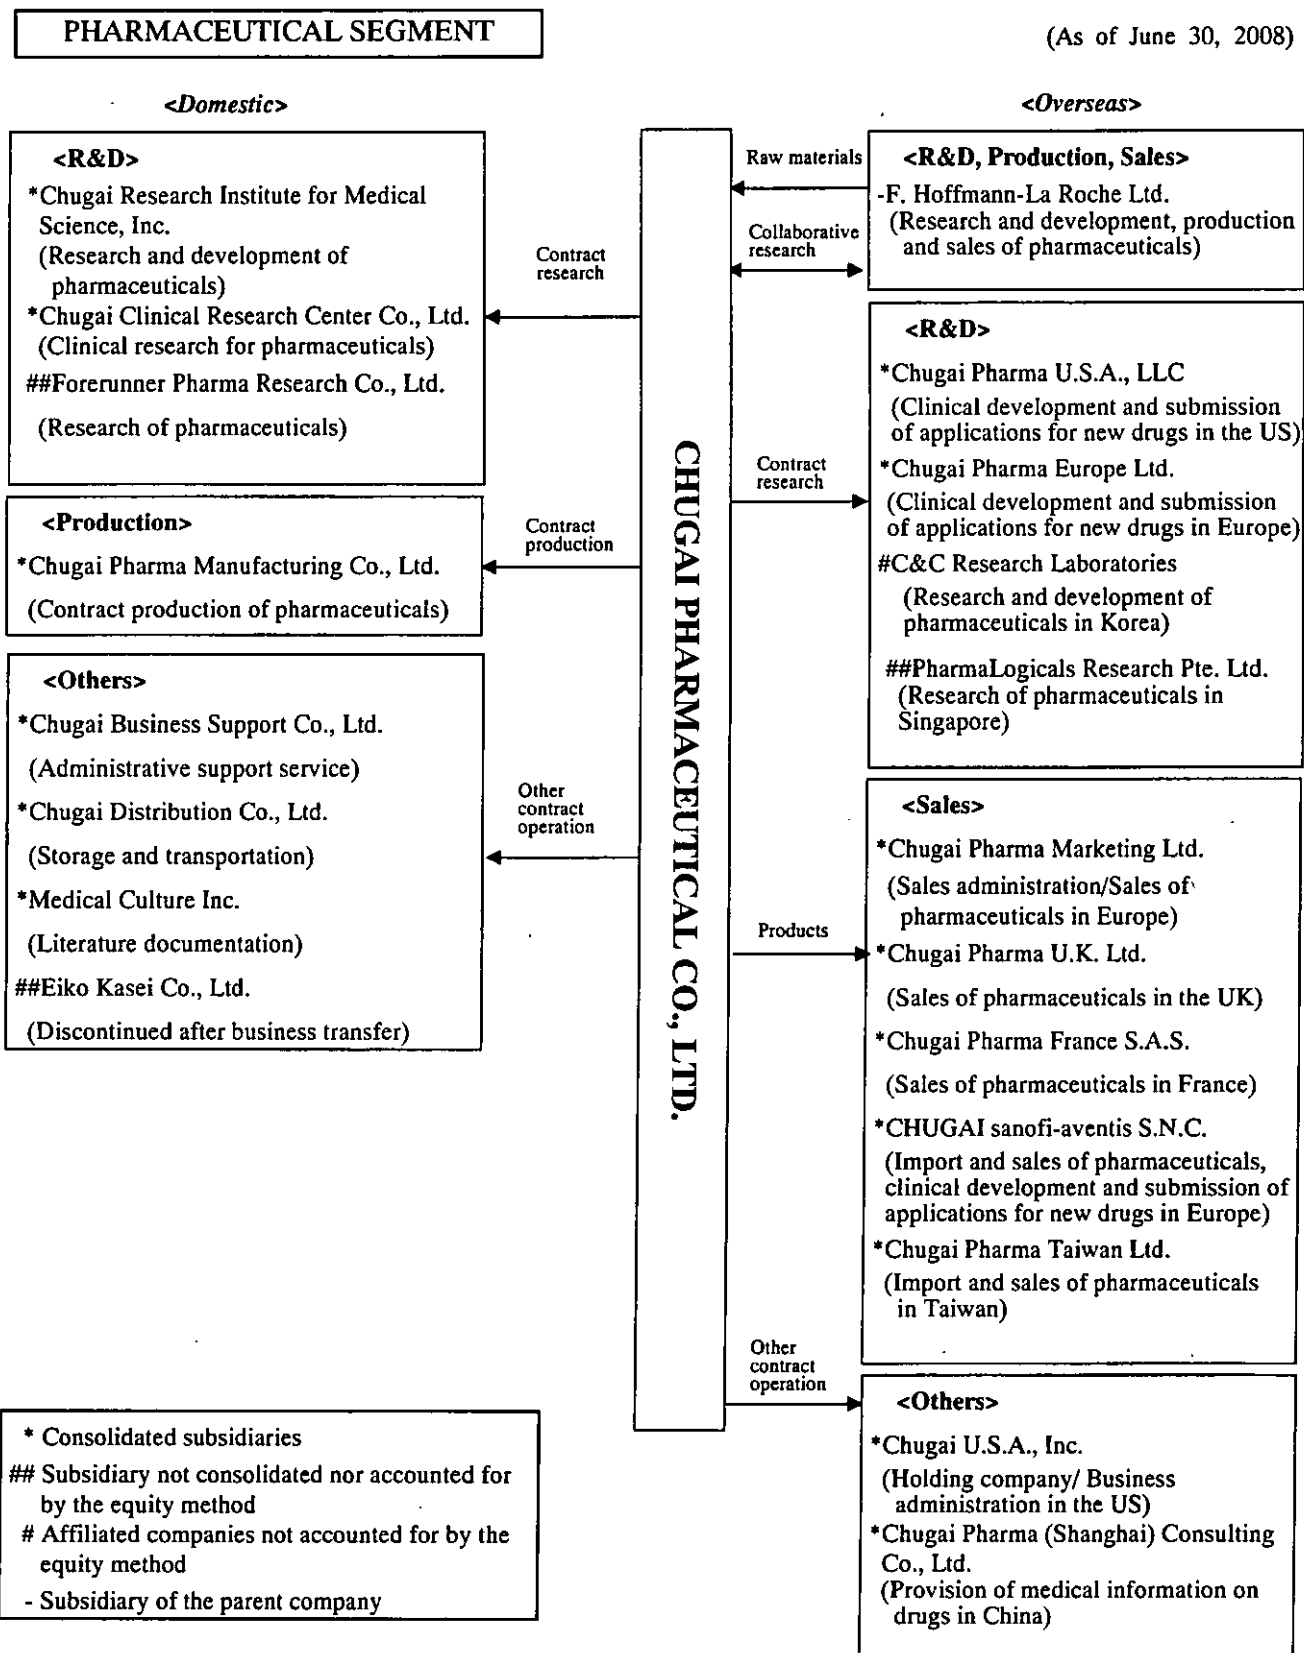 PHARMACEUTICAL SEGMENT
(As of June 30, 2008)
<Domestic>
<R&D>
*Chugai Research Institute for Medical
Science, Inc.
(Research and development of
pharmaceuticals)
*Chugai Clinical Research Center Co., Ltd.
(Clinical research for pharmaceuticals)
##Forerunner Pharma Research Co., Ltd.
(Research of pharmaceuticals)
Contract
research
<Production>
*Chugai Pharma Manufacturing Co., Ltd.
(Contract production of pharmaceuticals)
Contract
production
<Others>
*Chugai Business Support Co., Ltd.
(Administrative support service)
*Chugai Distribution Co., Ltd.
(Storage and transportation)
*Medical Culture Inc.
(Literature documentation)
##Eiko Kasei Co., Ltd.
(Discontinued after business transfer)
Other
contract
operation
CHUGAI PHARMACEUTICAL CO., LTD.
<Overseas>
Raw materials
Collaborative
research
<R&D, Production, Sales>
-F. Hoffmann-La Roche Ltd.
(Research and development, production
and sales of pharmaceuticals)
Contract
research
<R&D>
*Chugai Pharma U.S.A., LLC
(Clinical development and submission
of applications for new drugs in the US)
*Chugai Pharma Europe Ltd.
(Clinical development and submission
of applications for new drugs in Europe)
#C&C Research Laboratories
(Research and development of
pharmaceuticals in Korea)
##PharmaLogicals Research Pte. Ltd.
(Research of pharmaceuticals in
Singapore)
Products
<Sales>
*Chugai Pharma Marketing Ltd.
(Sales administration/Sales of
pharmaceuticals in Europe)
*Chugai Pharma U.K. Ltd.
(Sales of pharmaceuticals in the UK)
*Chugai Pharma France S.A.S.
(Sales of pharmaceuticals in France)
*CHUGAI sanofi-aventis S.N.C.
(Import and sales of pharmaceuticals,
clinical development and submission of
applications for new drugs in Europe)
*Chugai Pharma Taiwan Ltd.
(Import and sales of pharmaceuticals
in Taiwan)
Other
contract
operation
<Others>
*Chugai U.S.A., Inc.
(Holding company/ Business
administration in the US)
*Chugai Pharma (Shanghai) Consulting
Co., Ltd.
(Provision of medical information on
drugs in China)
* Consolidated subsidiaries
## Subsidiary not consolidated nor accounted for
by the equity method
# Affiliated companies not accounted for by the
equity method
- Subsidiary of the parent company